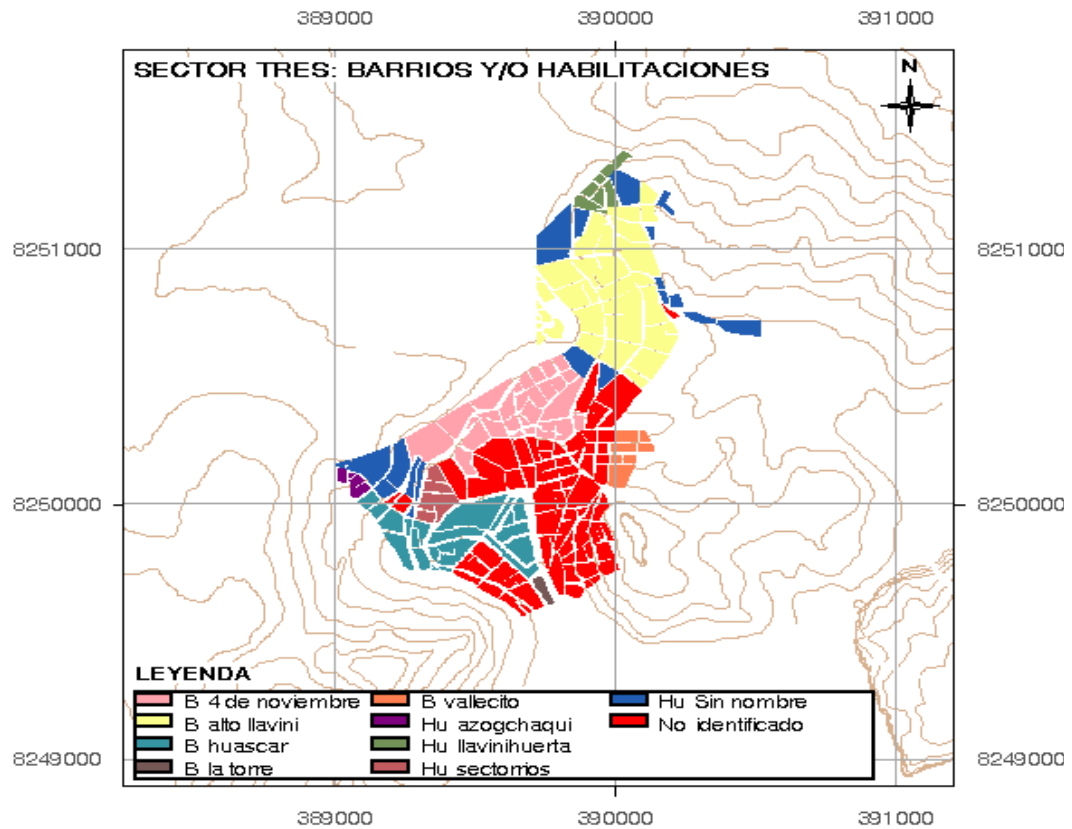 389000 390000 391000
SECTOR TRES: BARRIOS Y/O HABILITACIONES
N
8251000 8251000
8250000 8250000
LEYENDA
B 4 de noviembre B vallecito Hu Sin nombre
B alto llavini Hu azogchaqui No identificado
B huascar Hu llavinihuerta
B la torre Hu sectorrios
8249000 8249000
389000 390000 391000